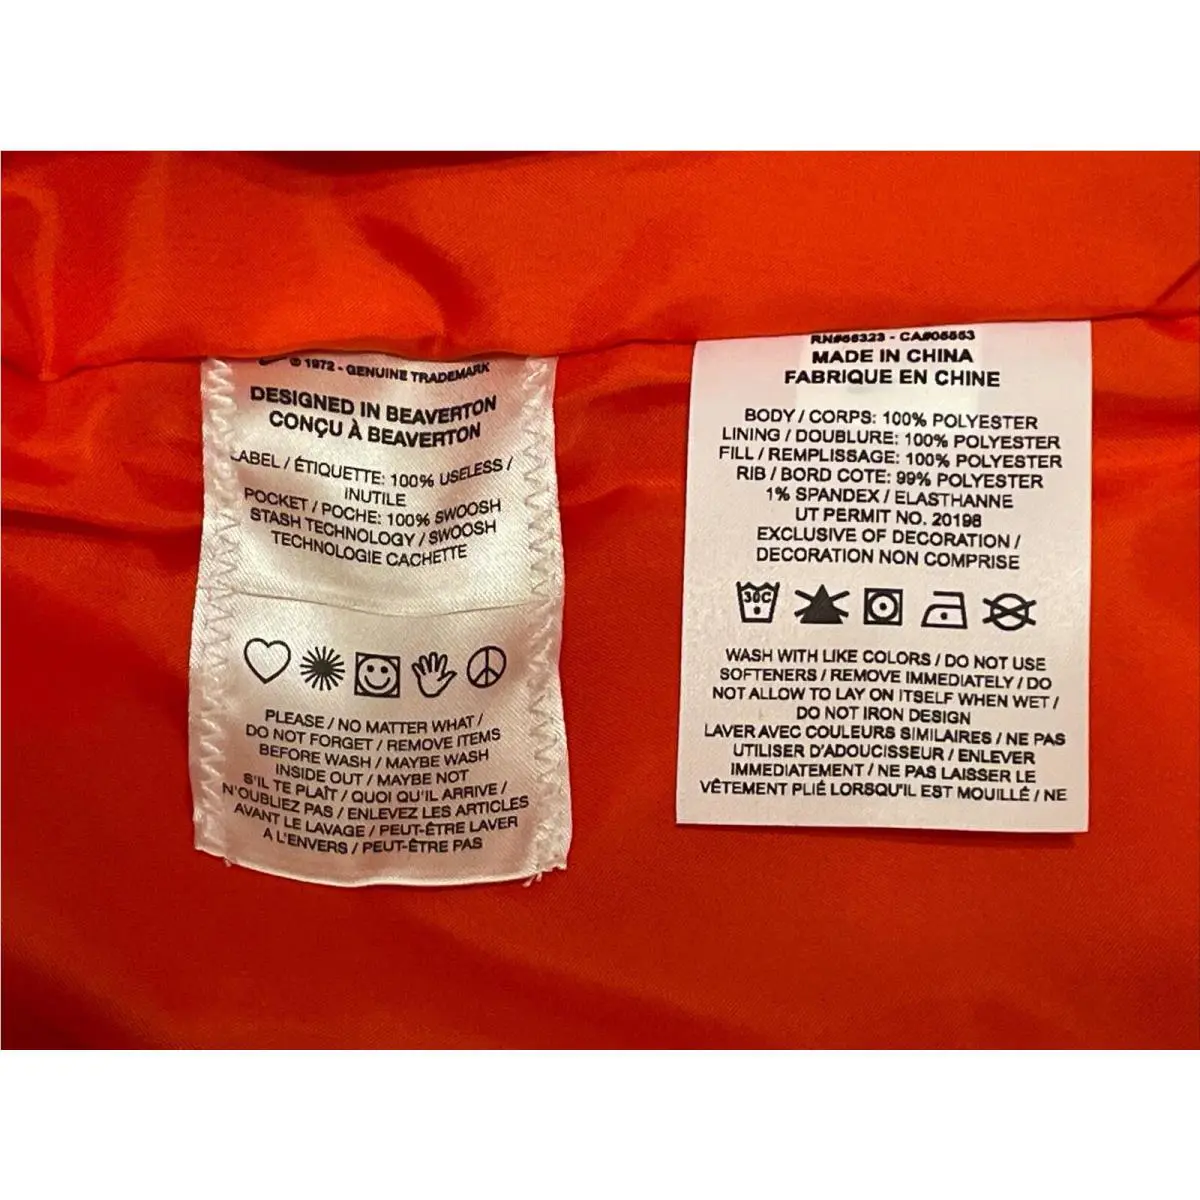 © 1972 - GENUINE TRADEMARK
DESIGNED IN BEAVERTON
CONÇU À BEAVERTON
LABEL / ÉTIQUETTE: 100% USELESS /
INUTILE
POCKET / POCHE: 100% SWOOSH
STASH TECHNOLOGY / SWOOSH
TECHNOLOGIE CACHETTE
PLEASE / NO MATTER WHAT /
DO NOT FORGET / REMOVE ITEMS
BEFORE WASH / MAYBE WASH
INSIDE OUT / MAYBE NOT
S'IL TE PLAÎT / QUOI QU'IL ARRIVE /
N'OUBLIEZ PAS / ENLEVEZ LES ARTICLES
AVANT LE LAVAGE / PEUT-ÊTRE LAVER
A L'ENVERS / PEUT-ÊTRE PAS
RN#56323 - CA#05553
MADE IN CHINA
FABRIQUE EN CHINE
BODY / CORPS: 100% POLYESTER
LINING / DOUBLURE: 100% POLYESTER
FILL / REMPLISSAGE: 100% POLYESTER
RIB / BORD COTE: 99% POLYESTER
1% SPANDEX / ELASTHANNE
UT PERMIT NO. 20198
EXCLUSIVE OF DECORATION /
DECORATION NON COMPRISE
30C
WASH WITH LIKE COLORS / DO NOT USE
SOFTENERS / REMOVE IMMEDIATELY / DO
NOT ALLOW TO LAY ON ITSELF WHEN WET /
DO NOT IRON DESIGN
LAVER AVEC COULEURS SIMILAIRES / NE PAS
UTILISER D'ADOUCISSEUR / ENLEVER
IMMEDIATEMENT / NE PAS LAISSER LE
VÊTEMENT PLIÉ LORSQU'IL EST MOUILLÉ / NE